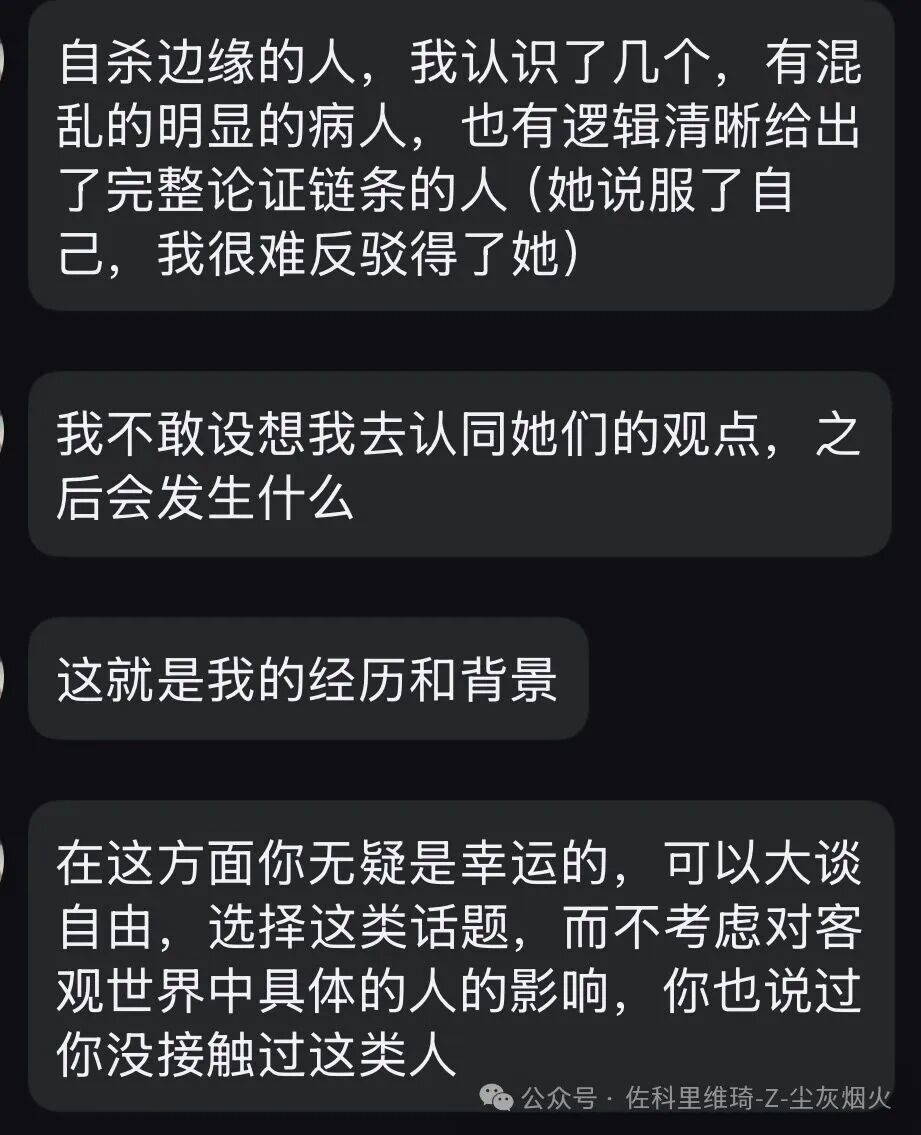 自杀边缘的人，我认识了几个，有混
乱的明显的病人，也有逻辑清晰给出
了完整论证链条的人（她说服了自
己，我很难反驳得了她）
我不敢设想我去认同她们的观点，之
后会发生什么
这就是我的经历和背景
在这方面你无疑是幸运的，可以大谈
自由，选择这类话题，而不考虑对客
观世界中具体的人的影响，你也说过
你没接触过这类人
公众号 · 佐科里维琦-Z-尘灰烟火